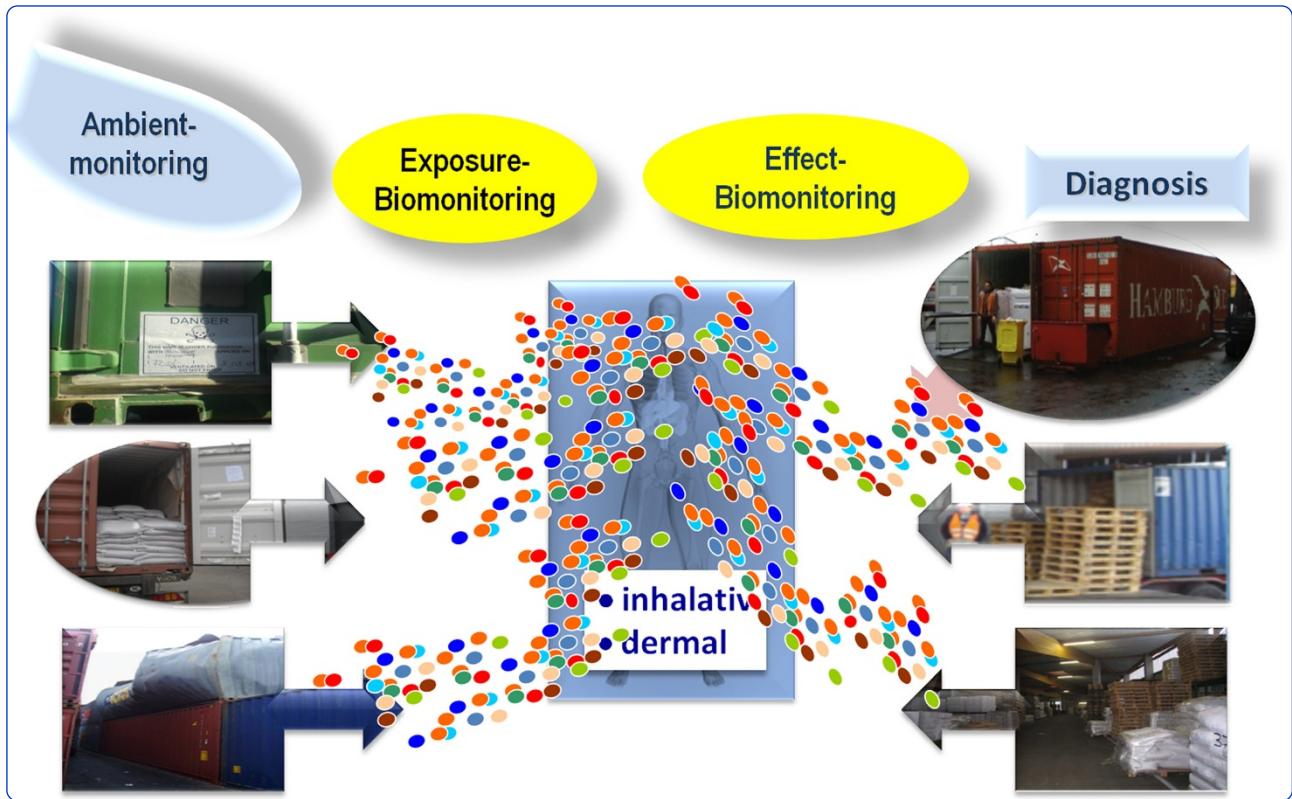 Ambient-
monitoring
Exposure-
Biomonitoring
Effect-
Biomonitoring
Diagnosis
DANGER
HAMBURG
• inhalativ
• dermal